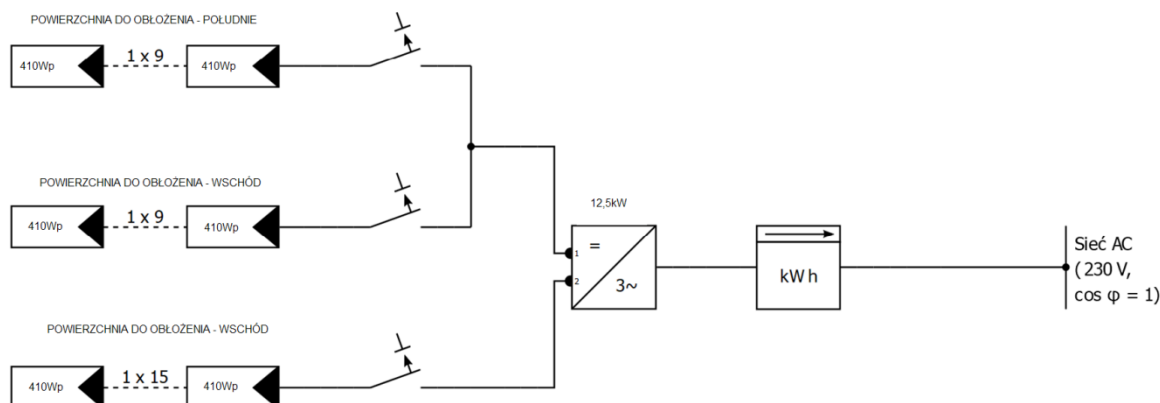 POWIERZCHNIA DO OBŁOŻENIA - POŁUDNIE
410Wp 1 x 9 410Wp
POWIERZCHNIA DO OBŁOŻENIA - WSCHÓD
410Wp 1 x 9 410Wp
12,5kW
1 =
2 3~
kWh
Sieć AC
(230 V,
cos φ = 1)
POWIERZCHNIA DO OBŁOŻENIA - WSCHÓD
410Wp 1 x 15 410Wp